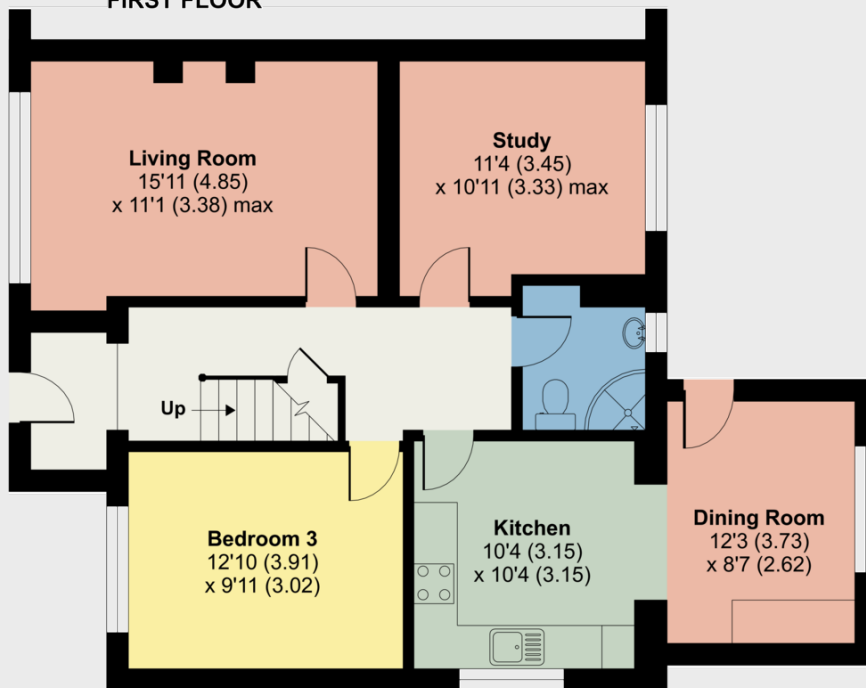 FIRST FLOOR
Living Room
15'11 (4.85)
x 11'1 (3.38) max
Study
11'4 (3.45)
x 10'11 (3.33) max
Up
Bedroom 3
12'10 (3.91)
x 9'11 (3.02)
Kitchen
10'4 (3.15)
x 10'4 (3.15)
Dining Room
12'3 (3.73)
x 8'7 (2.62)